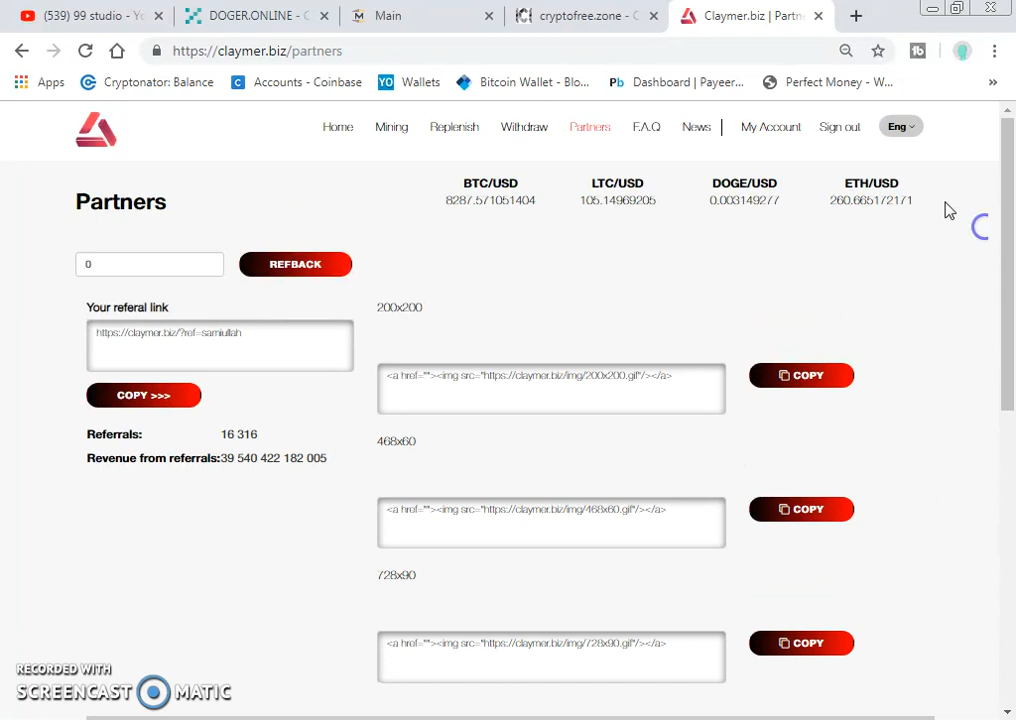 (539) 99 studio - Yo
DOGER.ONLINE - C
Main
cryptofree.zone - C
Claymer.biz | Partn
https://claymer.biz/partners
Apps
Cryptonator: Balance
Accounts - Coinbase
YO Wallets
Bitcoin Wallet - Blo...
Pb Dashboard | Payeer...
Perfect Money - W...
»
Home
Mining
Replenish
Withdraw
Partners
F.A.Q
News
My Account
Sign out
Eng
Partners
BTC/USD LTC/USD DOGE/USD ETH/USD
8287.571051404 105.14969205 0.003149277 260.665172171
0
REFBACK
Your referal link
https://claymer.biz/?ref=samiullah
COPY >>>
Referrals: 16 316
Revenue from referrals:39 540 422 182 005
200x200
<a href=""><img src="https://claymer.biz/img/200x200.gif"/></a>
COPY
468x60
<a href=""><img src="https://claymer.biz/img/468x60.gif"/></a>
COPY
728x90
<a href=""><img src="https://claymer.biz/img/728x90.gif"/></a>
COPY
RECORDED WITH
SCREENCAST MATIC